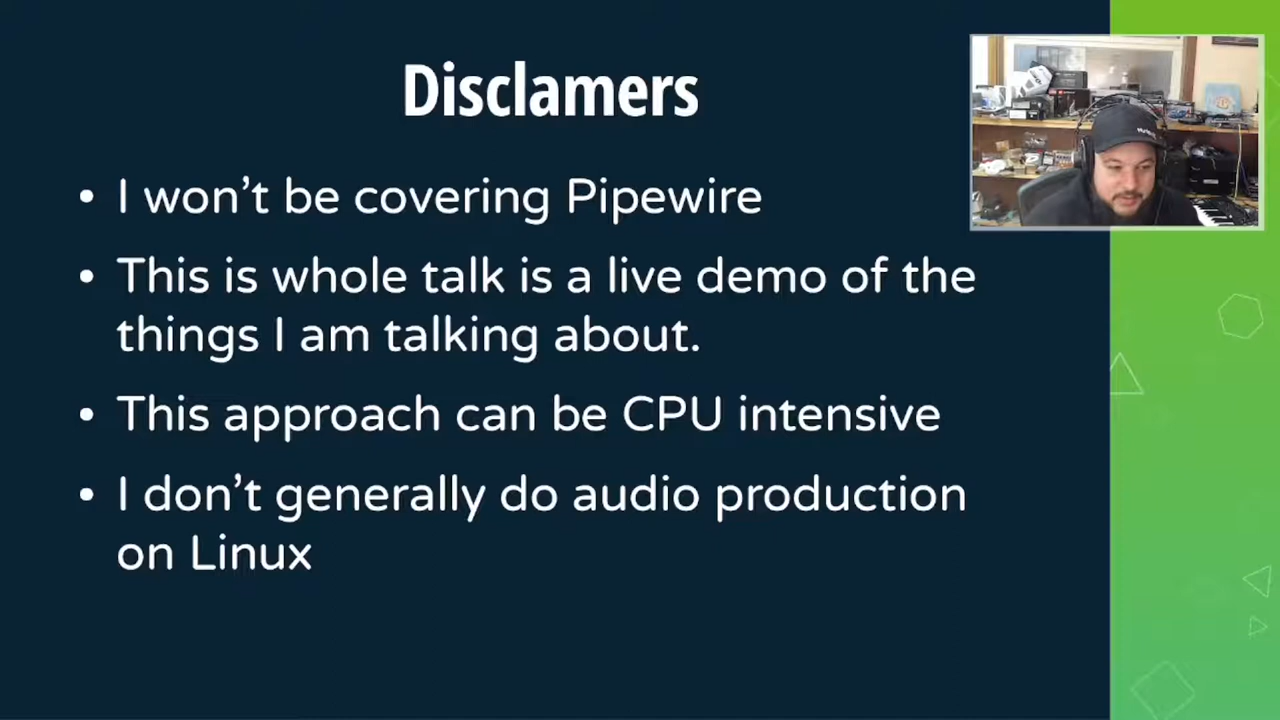 Disclamers
• I won't be covering Pipewire
• This is whole talk is a live demo of the
things I am talking about.
• This approach can be CPU intensive
• I don't generally do audio production
on Linux